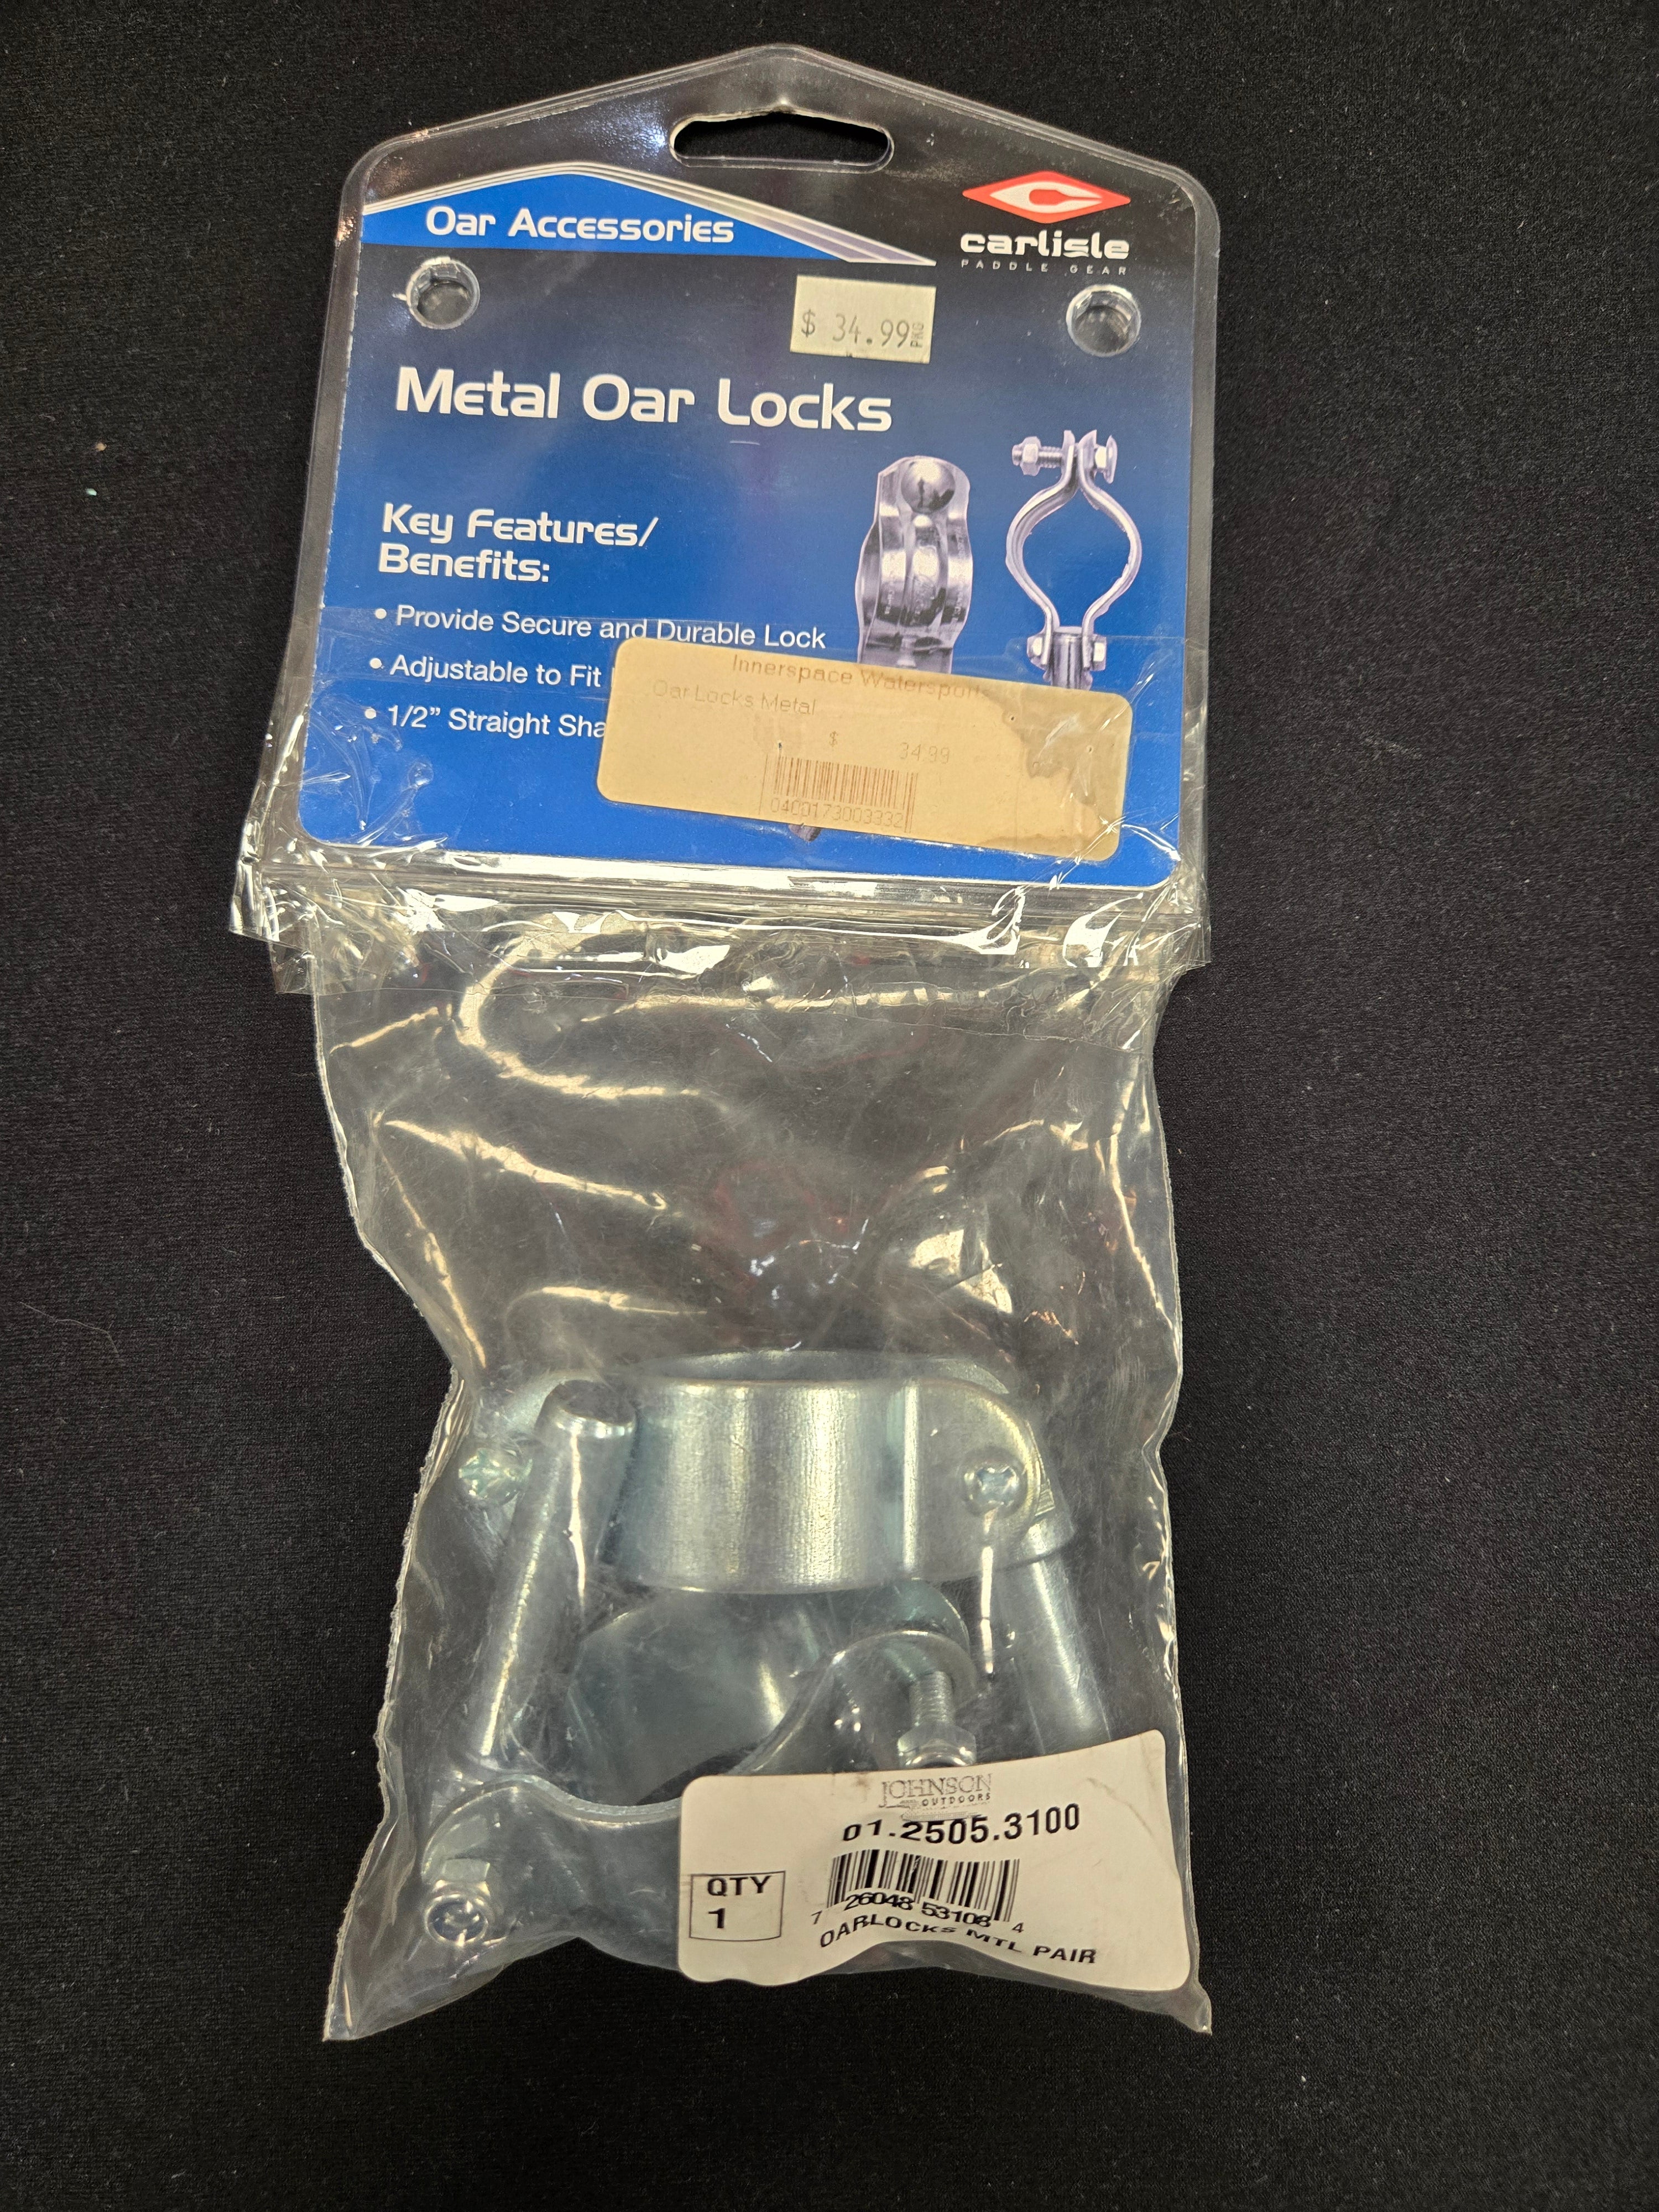 Oar Accessories
carlisle
PADDLE GEAR
$ 34.99 PKG
Metal Oar Locks
Key Features/
Benefits:
• Provide Secure and Durable Lock
• Adjustable to Fit
• 1/2” Straight Sha
Innerspace Watersports
Oar Locks Metal
$ 34.99
0400173003332
JOHNSON
OUTDOORS
01.2505.3100
QTY
1
7 26048 53108 4
OARLOCKS MTL PAIR